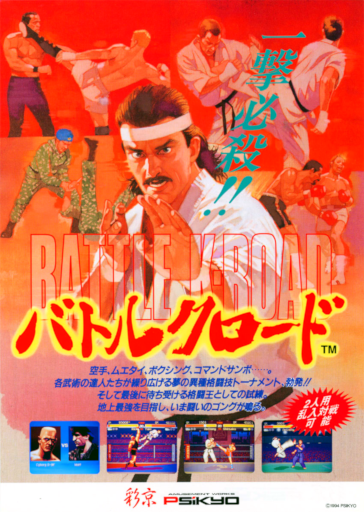 一撃必殺!!
BATTLE K-ROAD
バトルクロード
TM
空手、ムエタイ、ボクシング、コマンドサンボ……。
各武術の達人たちが繰り広げる夢の異種格闘技トーナメント、勃発!!
そして最後に待ち受ける格闘王としての試練。
地上最強を目指し、いま闘いのゴングが鳴る。
2人用
乱入対戦
可能
彩京
AMUSEMENT WORKS
PSiKYO
©1994 PSIKYO